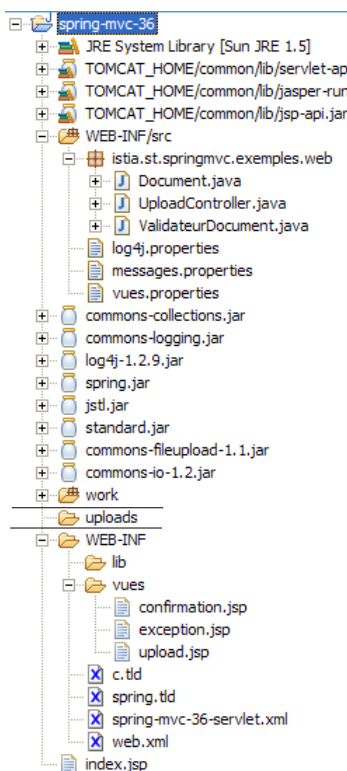 spring-mvc-36
JRE System Library [Sun JRE 1.5]
TOMCAT_HOME/common/lib/servlet-ap
TOMCAT_HOME/common/lib/jasper-run
TOMCAT_HOME/common/lib/jsp-api.jar
WEB-INF/src
istia.st.springmvc.exemples.web
Document.java
UploadController.java
ValidateurDocument.java
log4j.properties
messages.properties
vues.properties
commons-collections.jar
commons-logging.jar
log4j-1.2.9.jar
spring.jar
jstl.jar
standard.jar
commons-fileupload-1.1.jar
commons-io-1.2.jar
work
uploads
WEB-INF
lib
vues
confirmation.jsp
exception.jsp
upload.jsp
c.tld
spring.tld
spring-mvc-36-servlet.xml
web.xml
index.jsp